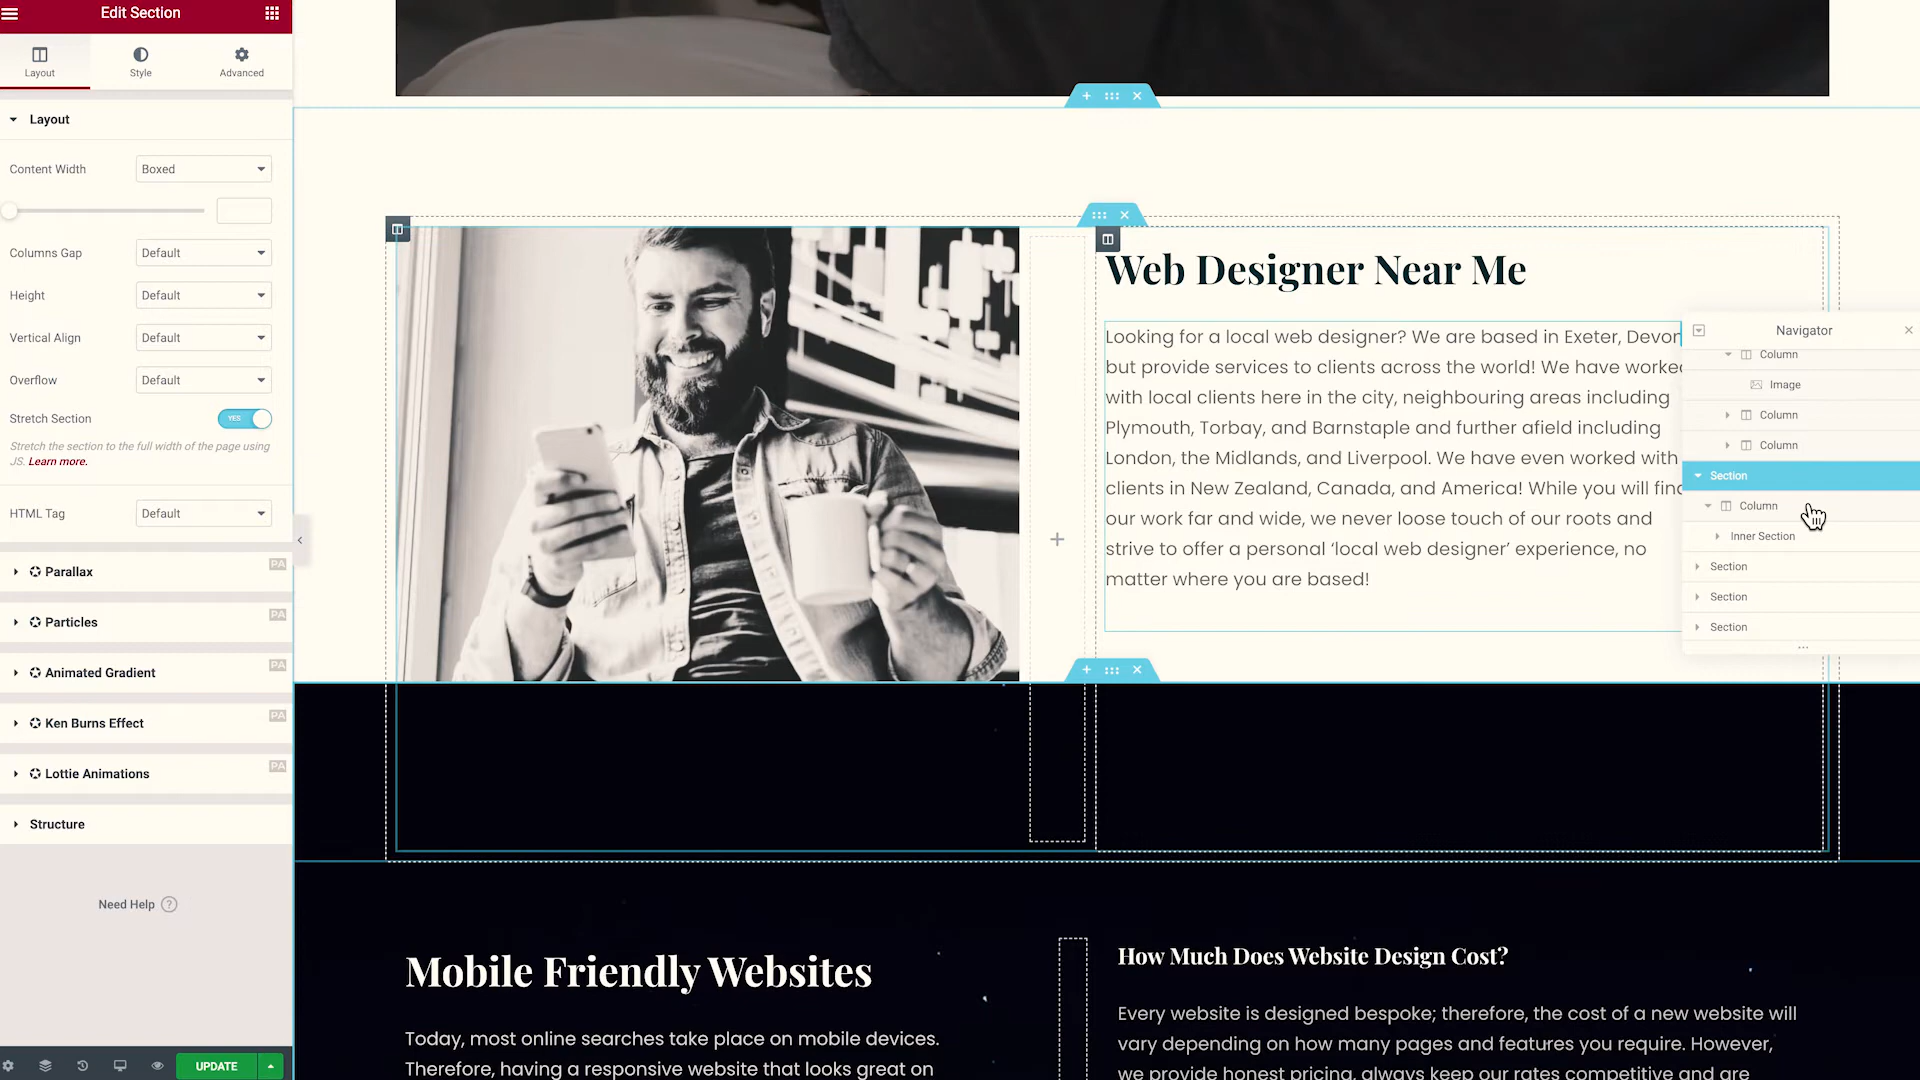 Edit Section
Layout
Style
Advanced
Layout
Content Width
Boxed
Columns Gap
Default
Height
Default
Vertical Align
Default
Overflow
Default
Stretch Section
YES
Stretch the section to the full width of the page using
JS. Learn more.
HTML Tag
Default
Parallax
PA
Particles
PA
Animated Gradient
PA
Ken Burns Effect
PA
Lottie Animations
PA
Structure
Need Help
UPDATE
Web Designer Near Me
Looking for a local web designer? We are based in Exeter, Devon
but provide services to clients across the world! We have worke
with local clients here in the city, neighbouring areas including
Plymouth, Torbay, and Barnstaple and further afield including
London, the Midlands, and Liverpool. We have even worked with
clients in New Zealand, Canada, and America! While you will find
our work far and wide, we never loose touch of our roots and
strive to offer a personal ‘local web designer’ experience, no
matter where you are based!
Navigator
Column
Image
Column
Column
Section
Column
Inner Section
Section
Section
Section
Mobile Friendly Websites
Today, most online searches take place on mobile devices.
Therefore, having a responsive website that looks great on
How Much Does Website Design Cost?
Every website is designed bespoke; therefore, the cost of a new website will
vary depending on how many pages and features you require. However,
we provide honest pricing, always keep our rates competitive and are